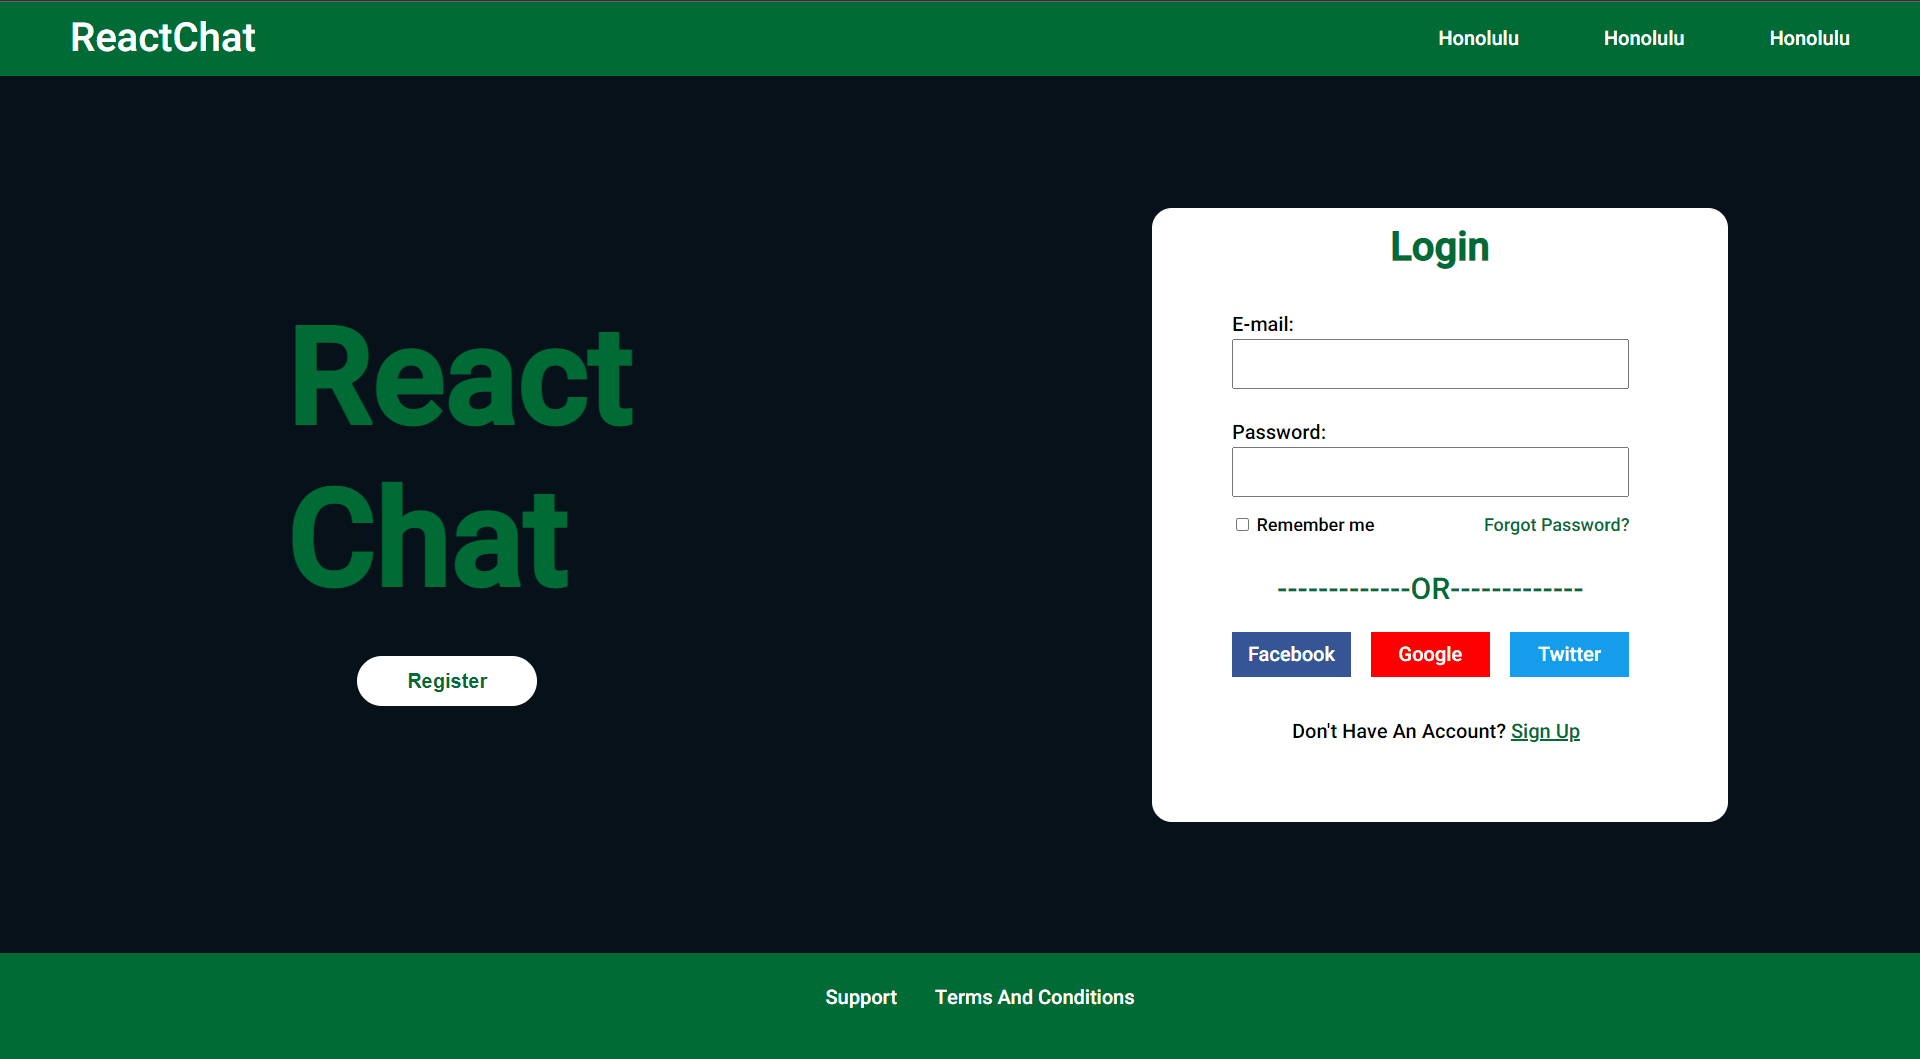 ReactChat
Honolulu Honolulu Honolulu
React
Chat
Register
Login
E-mail:
Password:
Remember me Forgot Password?
-------------OR-------------
Facebook Google Twitter
Don't Have An Account? Sign Up
Support Terms And Conditions